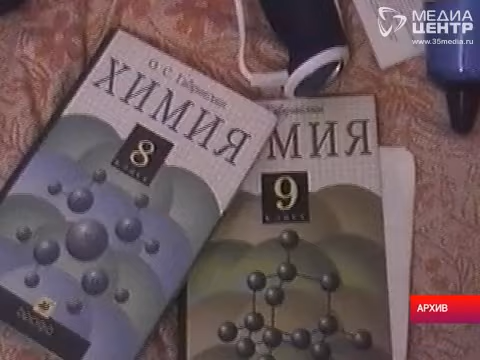 МЕДИА
ЦЕНТР
www.35media.ru
О. С. Габриелян
ХИМИЯ
8
КЛАСС
МИЯ
9
КЛАСС
АРХИВ